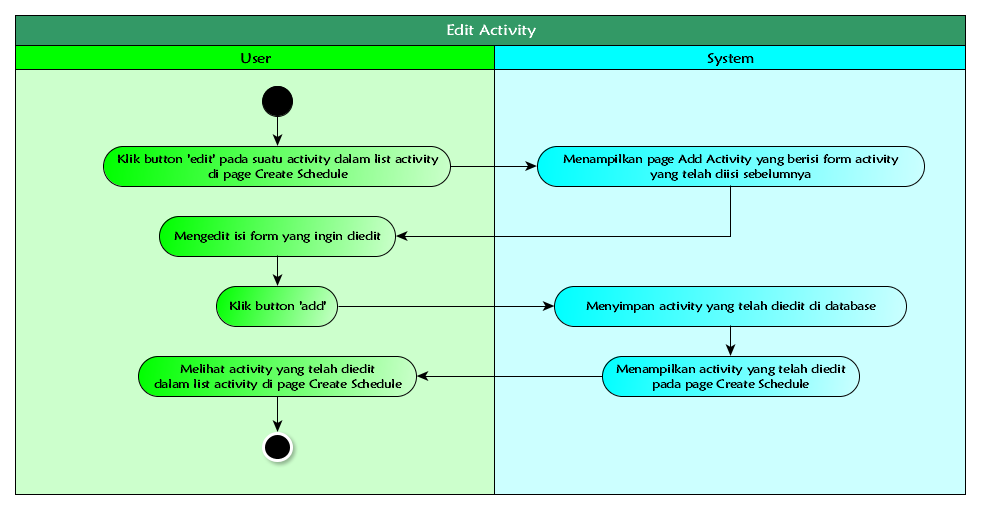 Edit Activity
User
System
Klik button 'edit' pada suatu activity dalam list activity
di page Create Schedule
Menampilkan page Add Activity yang berisi form activity
yang telah diisi sebelumnya
Mengedit isi form yang ingin diedit
Klik button 'add'
Menyimpan activity yang telah diedit di database
Melihat activity yang telah diedit
dalam list activity di page Create Schedule
Menampilkan activity yang telah diedit
pada page Create Schedule